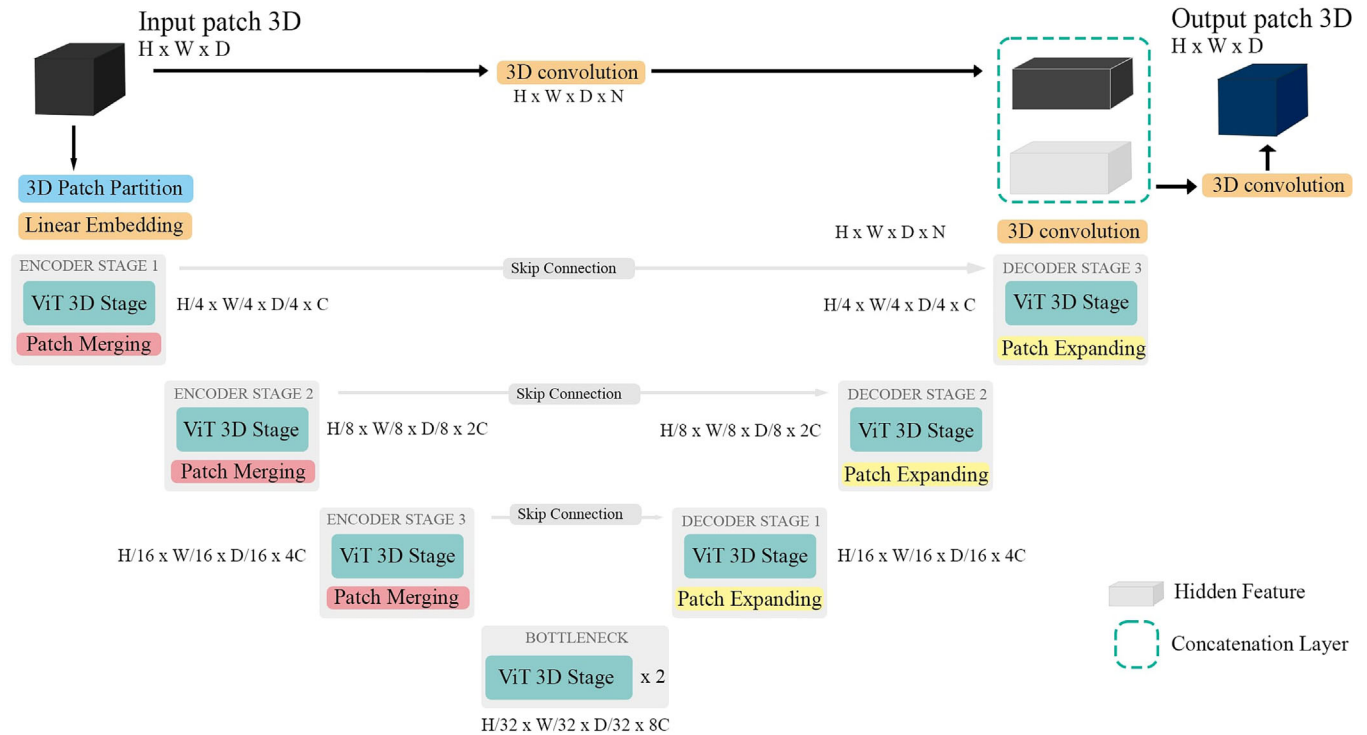 Input patch 3D
H x W x D
Output patch 3D
H x W x D
3D convolution
H x W x D x N
3D Patch Partition
Linear Embedding
3D convolution
H x W x D x N
3D convolution
ENCODER STAGE 1
ViT 3D Stage
Patch Merging
H/4 x W/4 x D/4 x C
Skip Connection
H/4 x W/4 x D/4 x C
DECODER STAGE 3
ViT 3D Stage
Patch Expanding
ENCODER STAGE 2
ViT 3D Stage
Patch Merging
H/8 x W/8 x D/8 x 2C
Skip Connection
H/8 x W/8 x D/8 x 2C
DECODER STAGE 2
ViT 3D Stage
Patch Expanding
H/16 x W/16 x D/16 x 4C
ENCODER STAGE 3
ViT 3D Stage
Patch Merging
Skip Connection
DECODER STAGE 1
ViT 3D Stage
Patch Expanding
H/16 x W/16 x D/16 x 4C
BOTTLENECK
ViT 3D Stage x 2
H/32 x W/32 x D/32 x 8C
Hidden Feature
Concatenation Layer